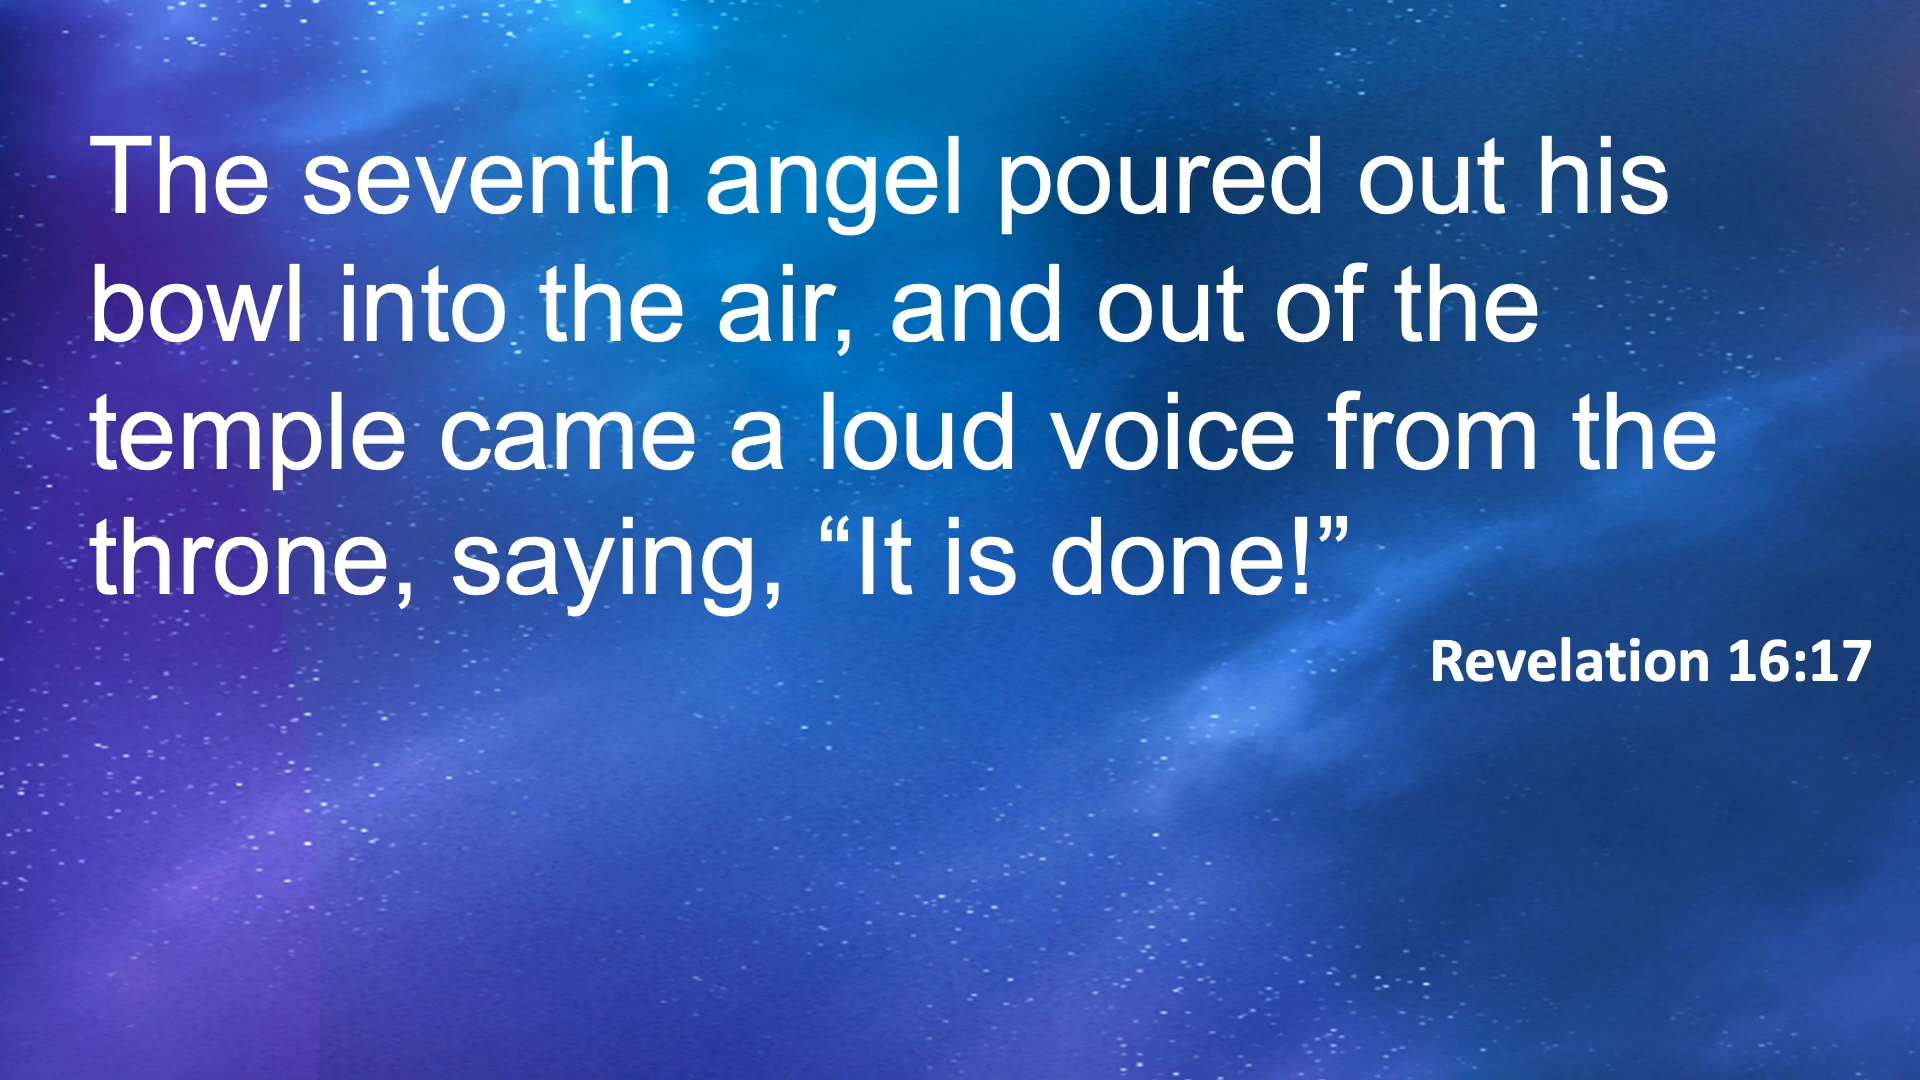 The seventh angel poured out his
bowl into the air, and out of the
temple came a loud voice from the
throne, saying, “It is done!”
Revelation 16:17